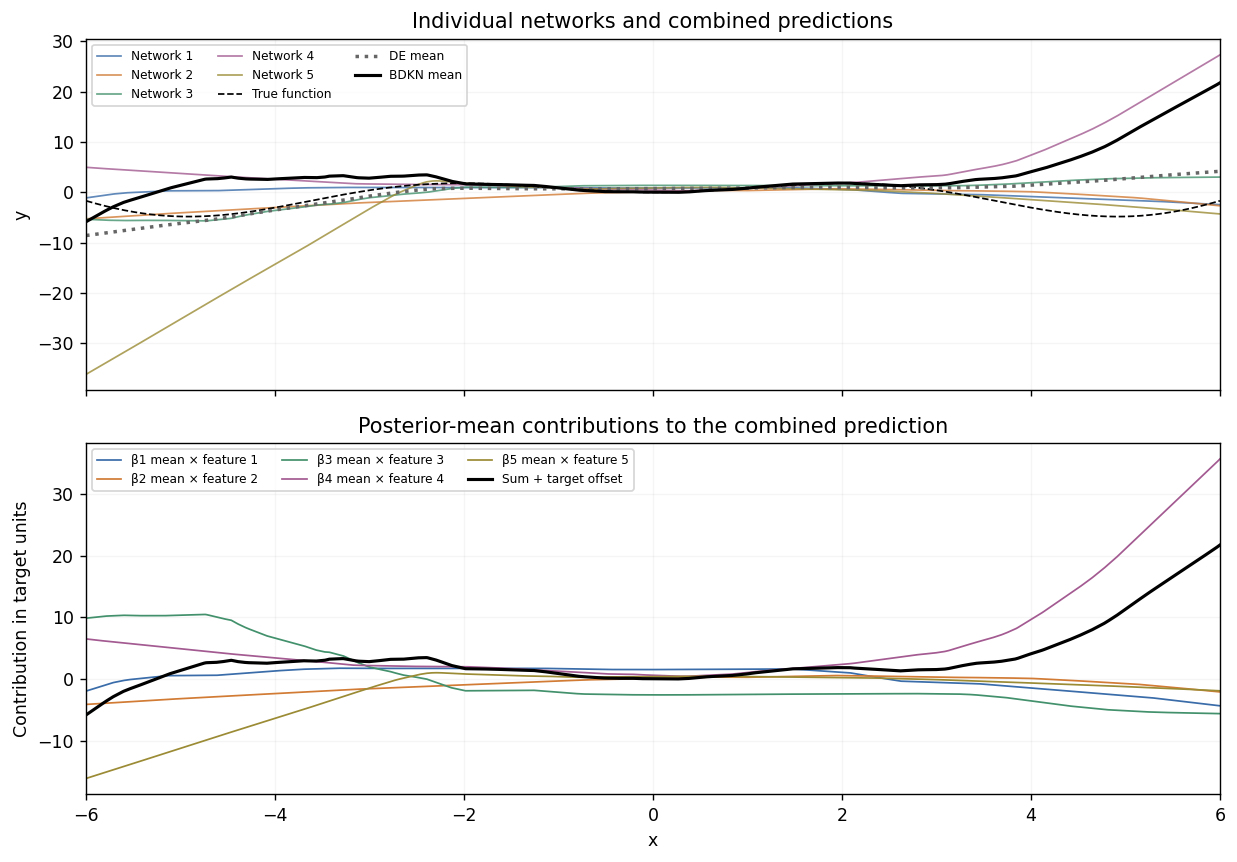 Individual networks and combined predictions
30
20
10
0
−10
−20
−30
y
Network 1
Network 2
Network 3
Network 4
Network 5
True function
DE mean
BDKN mean
Posterior-mean contributions to the combined prediction
30
20
10
0
−10
Contribution in target units
β1 mean × feature 1
β2 mean × feature 2
β3 mean × feature 3
β4 mean × feature 4
β5 mean × feature 5
Sum + target offset
−6
−4
−2
0
2
4
6
x